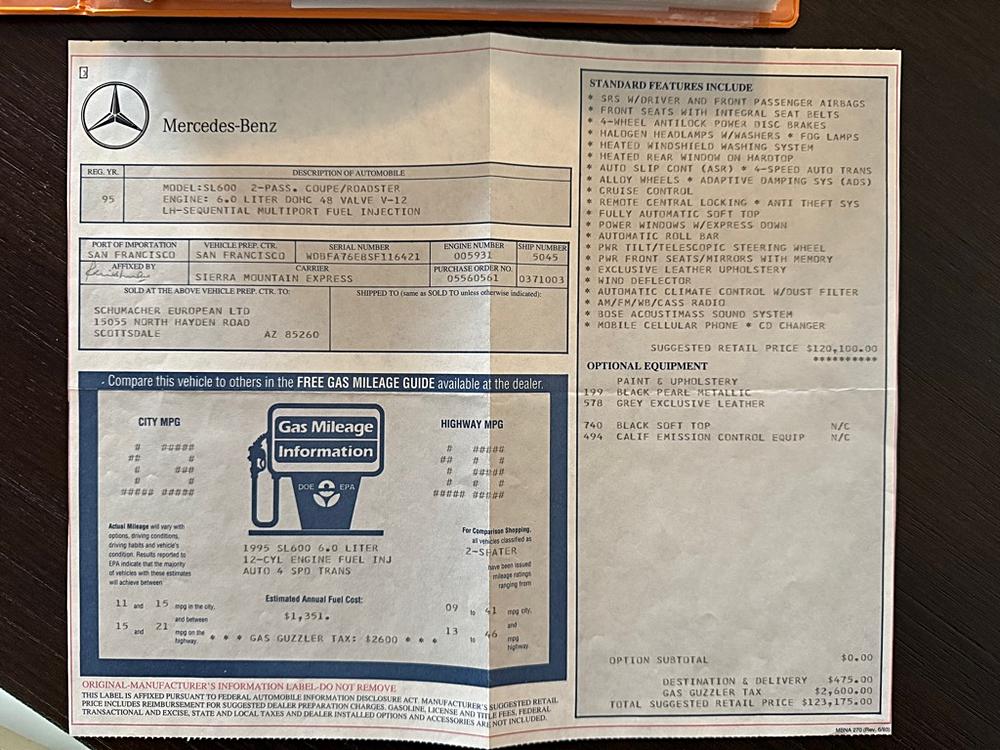 Mercedes-Benz
REG. YR. DESCRIPTION OF AUTOMOBILE
95
MODEL:SL600 2-PASS. COUPE/ROADSTER
ENGINE: 6.0 LITER DOHC 48 VALVE V-12
LH-SEQUENTIAL MULTIPORT FUEL INJECTION
PORT OF IMPORTATION VEHICLE PREP. CTR. SERIAL NUMBER ENGINE NUMBER SHIP NUMBER
SAN FRANCISCO SAN FRANCISCO WDBFA76E8SF116421 005931 5045
AFFIXED BY CARRIER PURCHASE ORDER NO.
SIERRA MOUNTAIN EXPRESS 05560561 0371003
SOLD AT THE ABOVE VEHICLE PREP. CTR. TO: SHIPPED TO (same as SOLD TO unless otherwise indicated):
SCHUMACHER EUROPEAN LTD
15055 NORTH HAYDEN ROAD
SCOTTSDALE AZ 85260
Compare this vehicle to others in the FREE GAS MILEAGE GUIDE available at the dealer.
CITY MPG
# #####
## #
# ###
# #
##### #####
Gas Mileage
Information
DOE EPA
HIGHWAY MPG
# #####
## # #
# #####
# # #
##### #####
Actual Mileage will vary with
options, driving conditions,
driving habits and vehicle's
condition. Results reported to
EPA indicate that the majority
of vehicles with these estimates
will achieve between
11 and 15 mpg in the city,
and between
15 and 21 mpg on the
highway.
1995 SL600 6.0 LITER
12-CYL ENGINE FUEL INJ
AUTO 4 SPD TRANS
Estimated Annual Fuel Cost:
$1,351.
* * * GAS GUZZLER TAX: $2600 * * *
For Comparison Shopping,
all vehicles classified as
2-SEATER
have been issued
mileage ratings
ranging from
09 to 41 mpg city,
and
13 to 46 mpg
highway.
ORIGINAL-MANUFACTURER'S INFORMATION LABEL-DO NOT REMOVE
THIS LABEL IS AFFIXED PURSUANT TO FEDERAL AUTOMOBILE INFORMATION DISCLOSURE ACT. MANUFACTURER'S SUGGESTED RETAIL
PRICE INCLUDES REIMBURSEMENT FOR SUGGESTED DEALER PREPARATION CHARGES. GASOLINE, LICENSE AND TITLE FEES, FEDERAL
TRANSACTIONAL AND EXCISE, STATE AND LOCAL TAXES AND DEALER INSTALLED OPTIONS AND ACCESSORIES ARE NOT INCLUDED.
STANDARD FEATURES INCLUDE
* SRS W/DRIVER AND FRONT PASSENGER AIRBAGS
* FRONT SEATS WITH INTEGRAL SEAT BELTS
* 4-WHEEL ANTILOCK POWER DISC BRAKES
* HALOGEN HEADLAMPS W/WASHERS * FOG LAMPS
* HEATED WINDSHIELD WASHING SYSTEM
* HEATED REAR WINDOW ON HARDTOP
* AUTO SLIP CONT (ASR) * 4-SPEED AUTO TRANS
* ALLOY WHEELS * ADAPTIVE DAMPING SYS (ADS)
* CRUISE CONTROL
* REMOTE CENTRAL LOCKING * ANTI THEFT SYS
* FULLY AUTOMATIC SOFT TOP
* POWER WINDOWS W/EXPRESS DOWN
* AUTOMATIC ROLL BAR
* PWR TILT/TELESCOPIC STEERING WHEEL
* PWR FRONT SEATS/MIRRORS WITH MEMORY
* EXCLUSIVE LEATHER UPHOLSTERY
* WIND DEFLECTOR
* AUTOMATIC CLIMATE CONTROL W/DUST FILTER
* AM/FM/WB/CASS RADIO
* BOSE ACOUSTIMASS SOUND SYSTEM
* MOBILE CELLULAR PHONE * CD CHANGER
SUGGESTED RETAIL PRICE $120,100.00
**********
OPTIONAL EQUIPMENT
PAINT & UPHOLSTERY
199 BLACK PEARL METALLIC
578 GREY EXCLUSIVE LEATHER
740 BLACK SOFT TOP N/C
494 CALIF EMISSION CONTROL EQUIP N/C
OPTION SUBTOTAL $0.00
DESTINATION & DELIVERY $475.00
GAS GUZZLER TAX $2,600.00
TOTAL SUGGESTED RETAIL PRICE $123,175.00